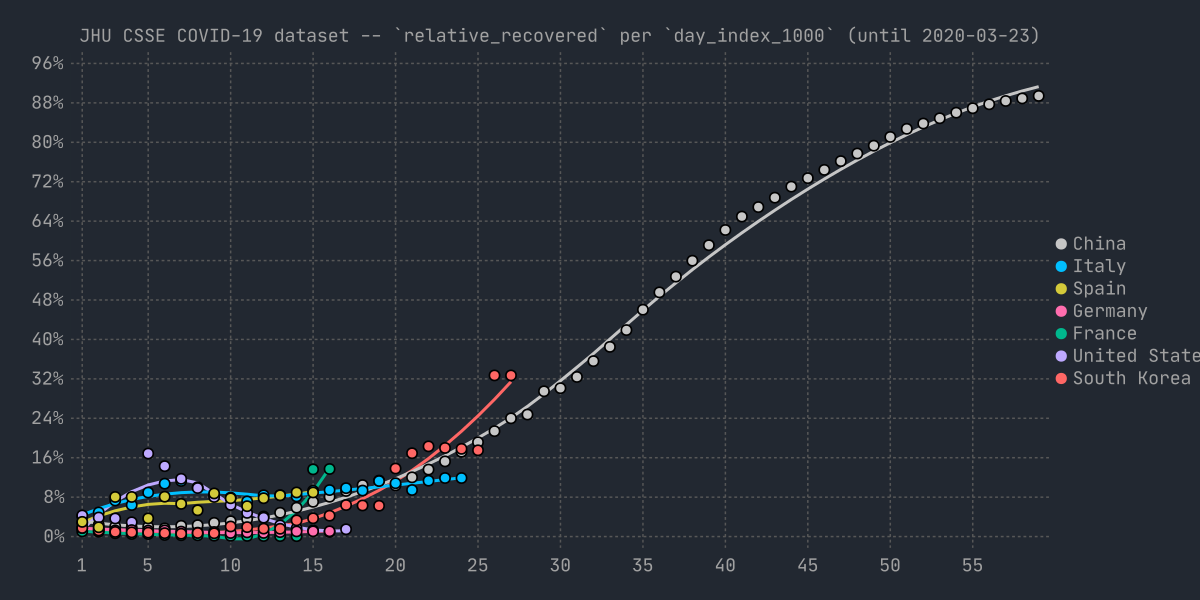 JHU CSSE COVID-19 dataset -- `relative_recovered` per `day_index_1000` (until 2020-03-23)
96%
88%
80%
72%
64%
56%
48%
40%
32%
24%
16%
8%
0%
1 5 10 15 20 25 30 35 40 45 50 55
China
Italy
Spain
Germany
France
United State
South Korea